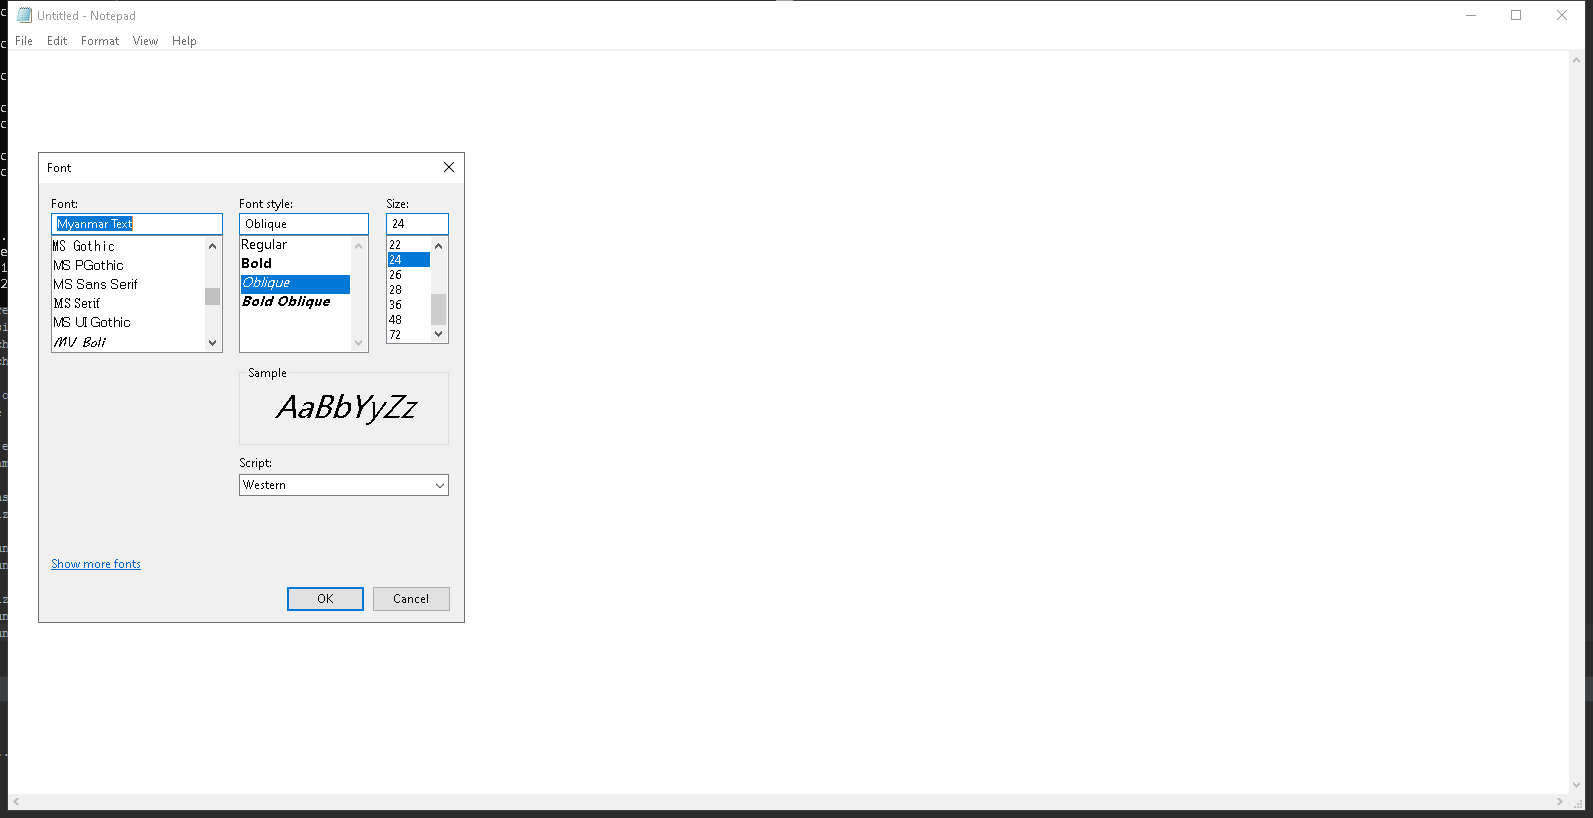 Untitled - Notepad
File Edit Format View Help
Font
Font: Font style: Size:
Myanmar Text Oblique 24
MS Gothic
MS PGothic
MS Sans Serif
MS Serif
MS UI Gothic
MV Boli
Regular
Bold
Oblique
Bold Oblique
22
24
26
28
36
48
72
Sample
AaBbYyZz
Script:
Western
Show more fonts
OK Cancel